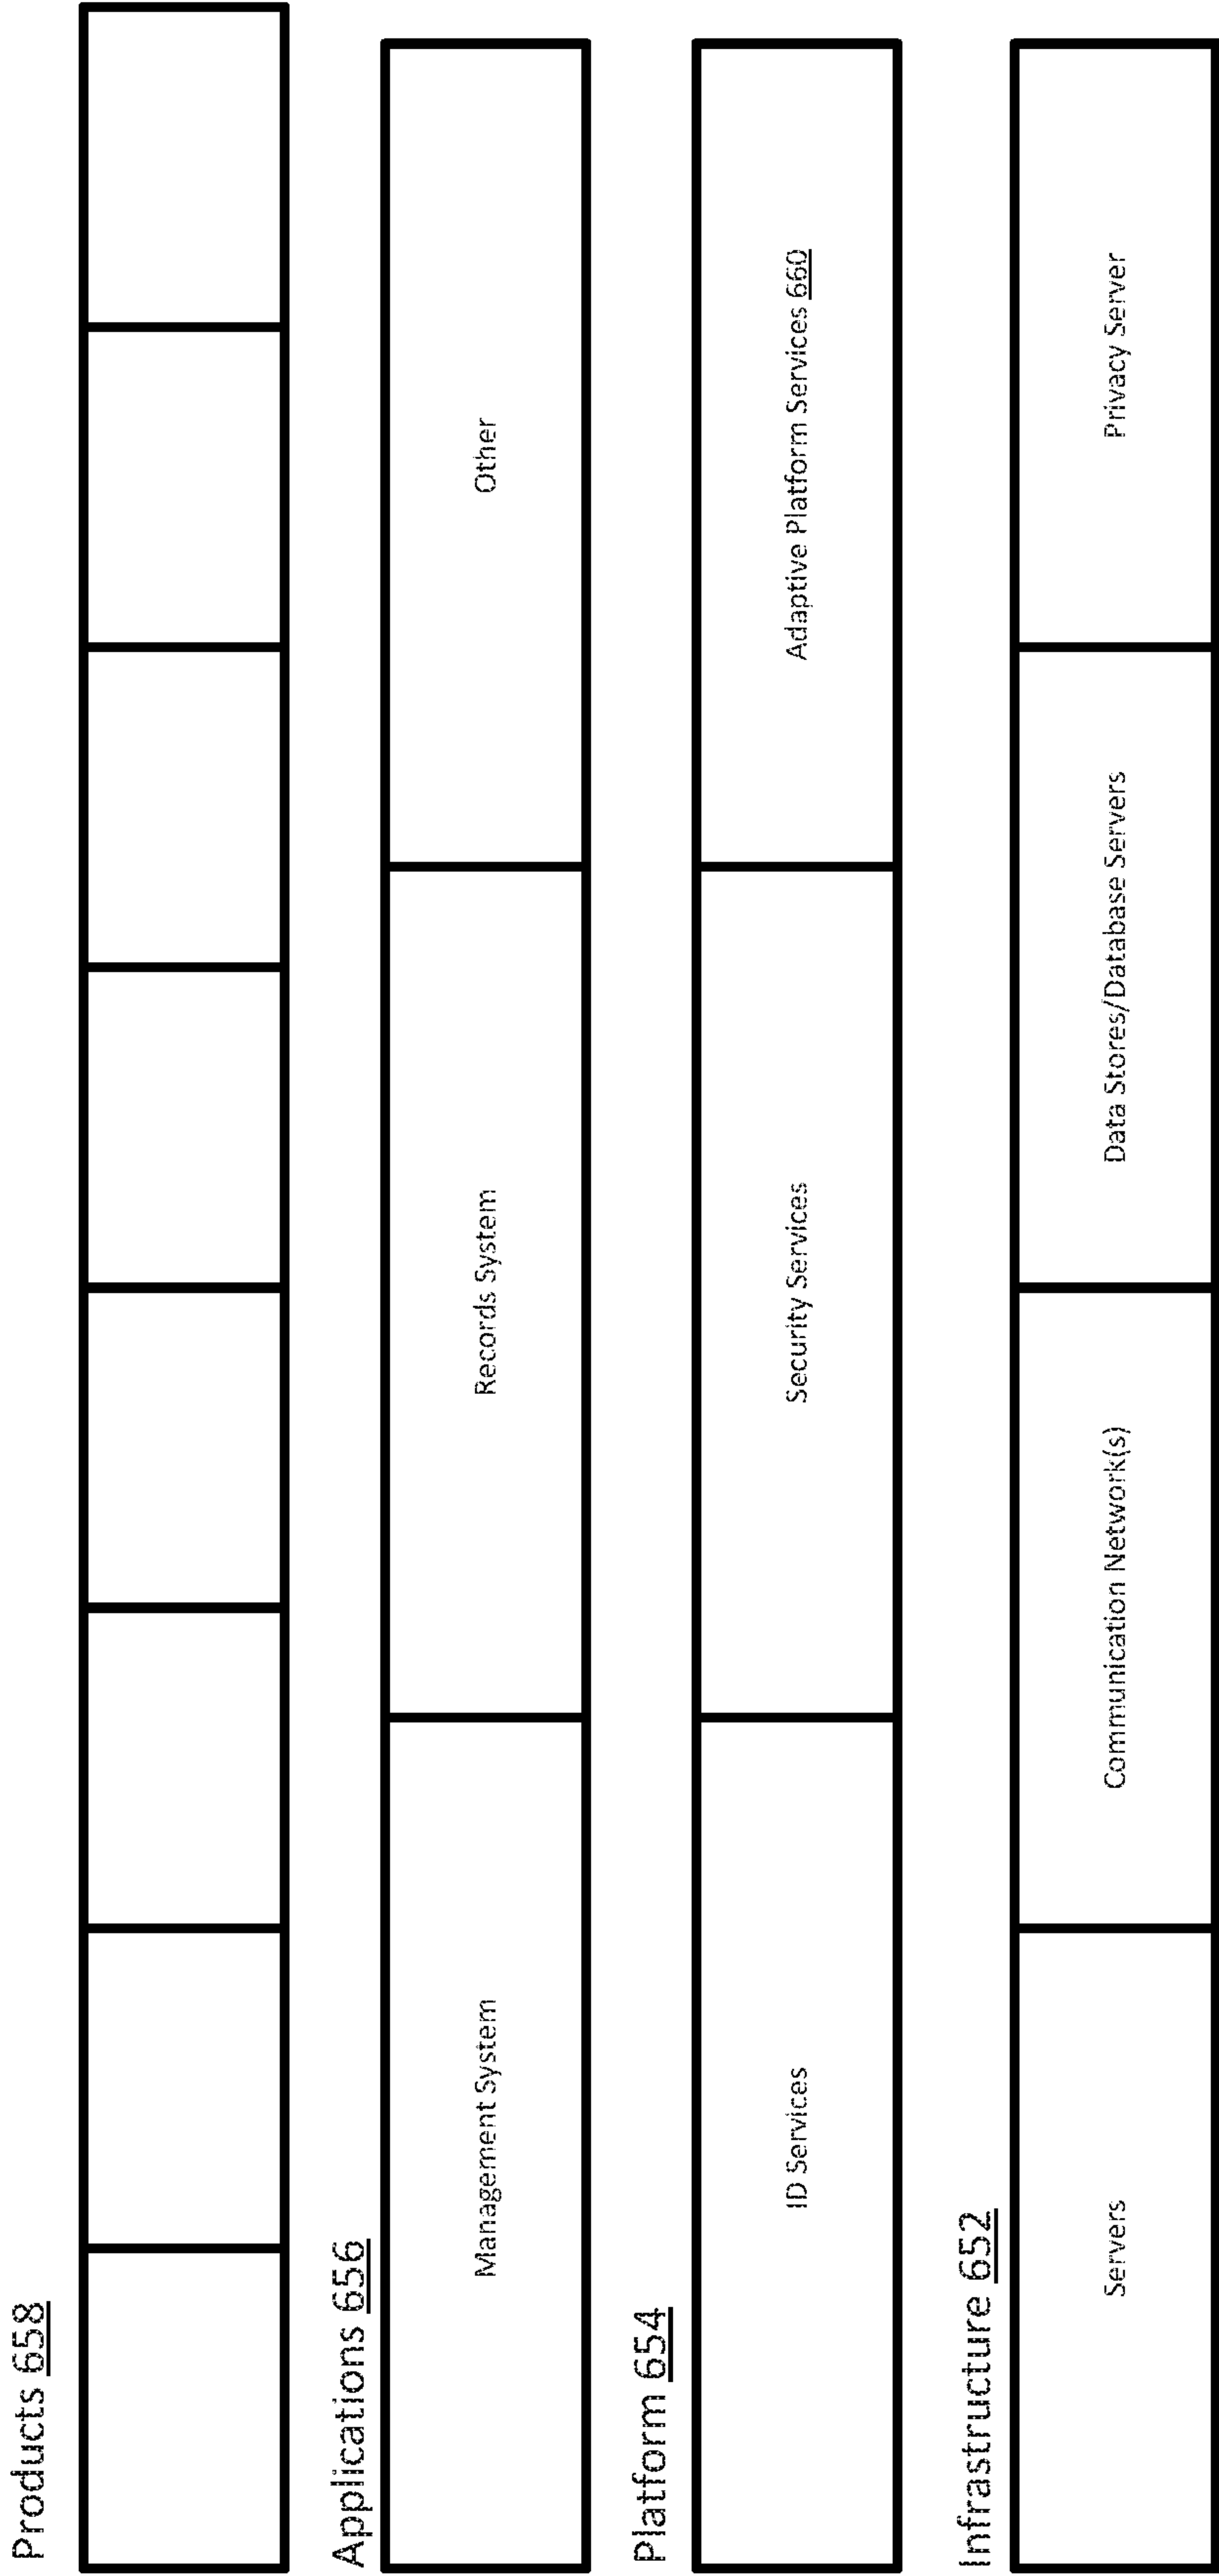 Products 658
Applications 656
Management System
Records System
Other
Platform 654
ID Services
Security Services
Adaptive Platform Services 660
Infrastructure 652
Servers
Communication Network(s)
Data Stores/Database Servers
Privacy Server